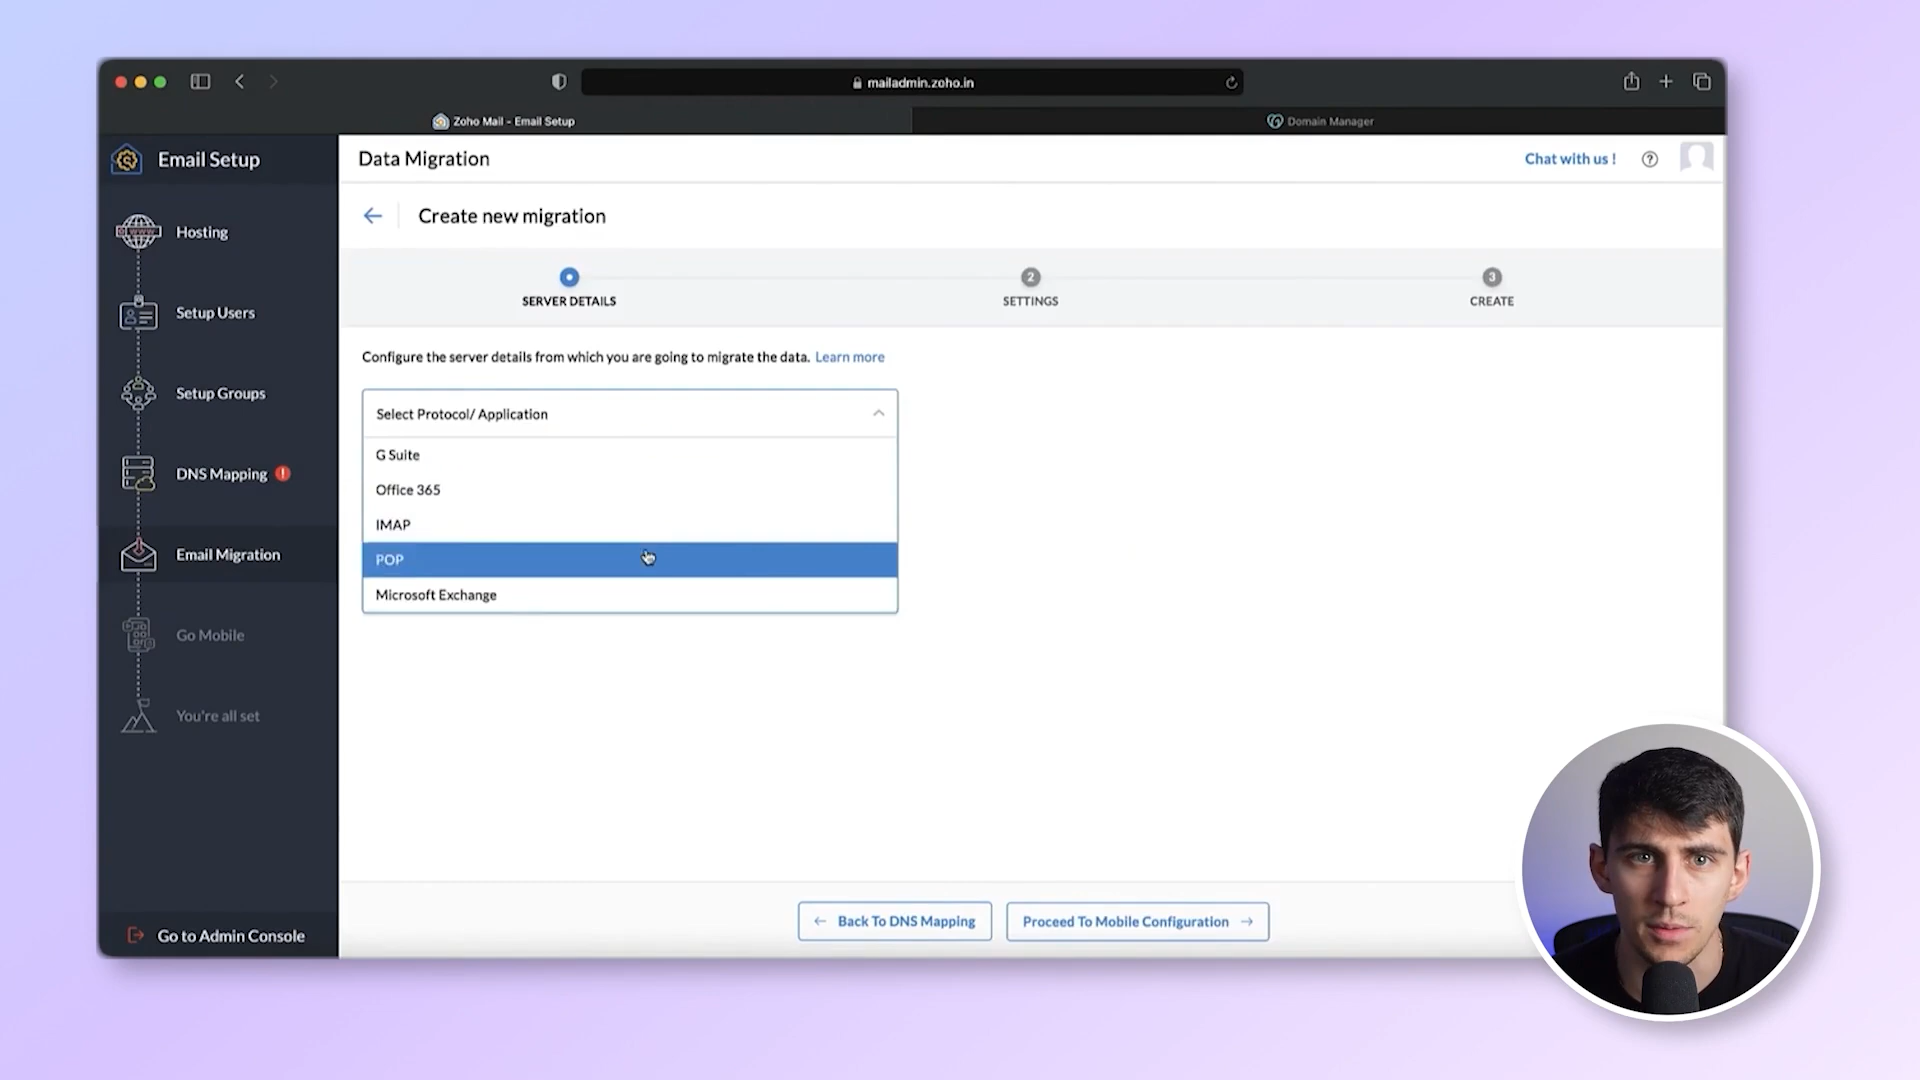 mailadmin.zoho.in
Zoho Mail - Email Setup
Domain Manager
Email Setup
Data Migration
Chat with us !
?
Create new migration
Hosting
Setup Users
Setup Groups
DNS Mapping !
Email Migration
Go Mobile
You're all set
Go to Admin Console
2
3
SERVER DETAILS
SETTINGS
CREATE
Configure the server details from which you are going to migrate the data. Learn more
Select Protocol/ Application
G Suite
Office 365
IMAP
POP
Microsoft Exchange
← Back To DNS Mapping
Proceed To Mobile Configuration →